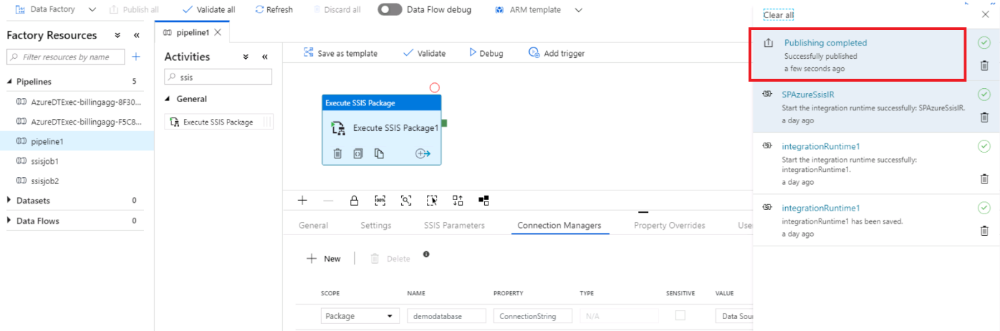 Data Factory Publish all Validate all Refresh Discard all Data Flow debug ARM template
Factory Resources
Filter resources by name
Pipelines 5
AzureDTExec-billingagg-8F30...
AzureDTExec-billingagg-F5C8...
pipeline1
ssisjob1
ssisjob2
Datasets 0
Data Flows 0
pipeline1
Activities
ssis
General
Execute SSIS Package
Save as template Validate Debug Add trigger
Execute SSIS Package
Execute SSIS Package1
100%
General Settings SSIS Parameters Connection Managers Property Overrides User
New Delete
SCOPE NAME PROPERTY TYPE SENSITIVE VALUE
Package demodatabase ConnectionString N/A Data Sour
Clear all
Publishing completed
Successfully published
a few seconds ago
SPAzureSsisIR
Start the integration runtime successfully: SPAzureSsisIR.
a day ago
integrationRuntime1
Start the integration runtime successfully:
integrationRuntime1.
a day ago
integrationRuntime1
integrationRuntime1 has been saved.
a day ago